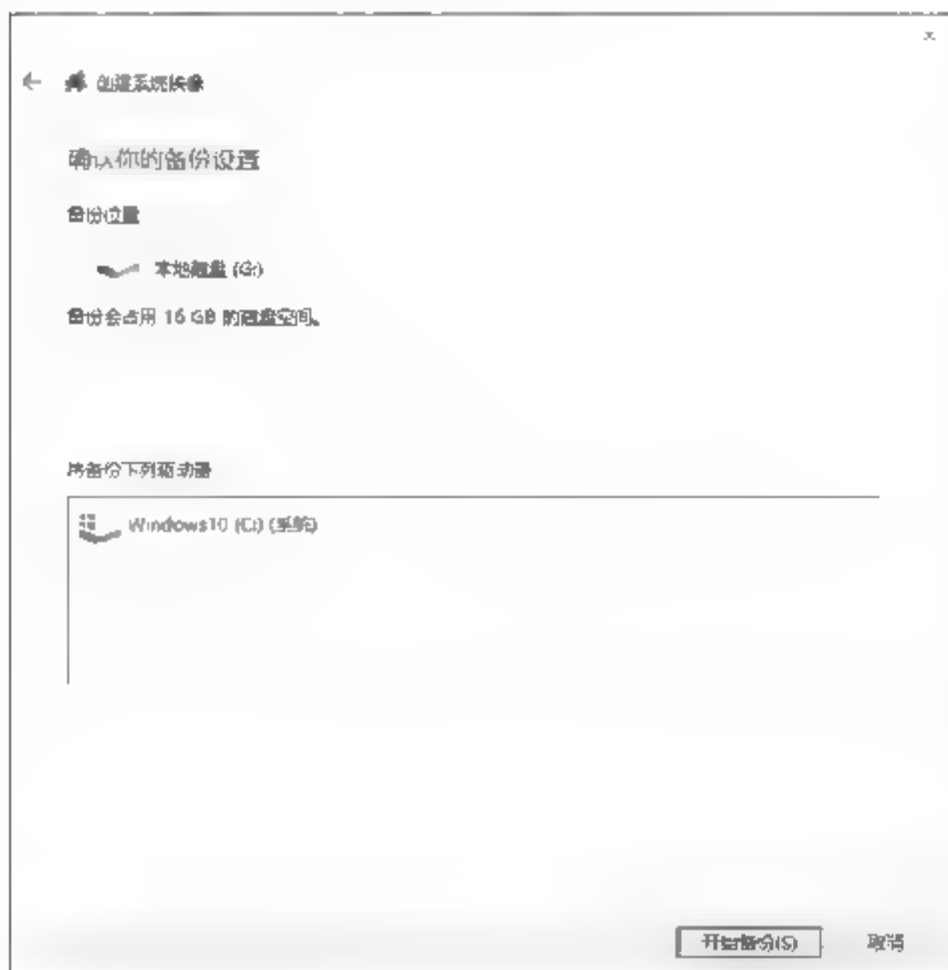 创建系统映像
确认你的备份设置
备份位置
本地磁盘 (G:)
备份会占用 16 GB 的磁盘空间。
将备份下列驱动器
Windows10 (C:) (系统)
开始备份(S)
取消